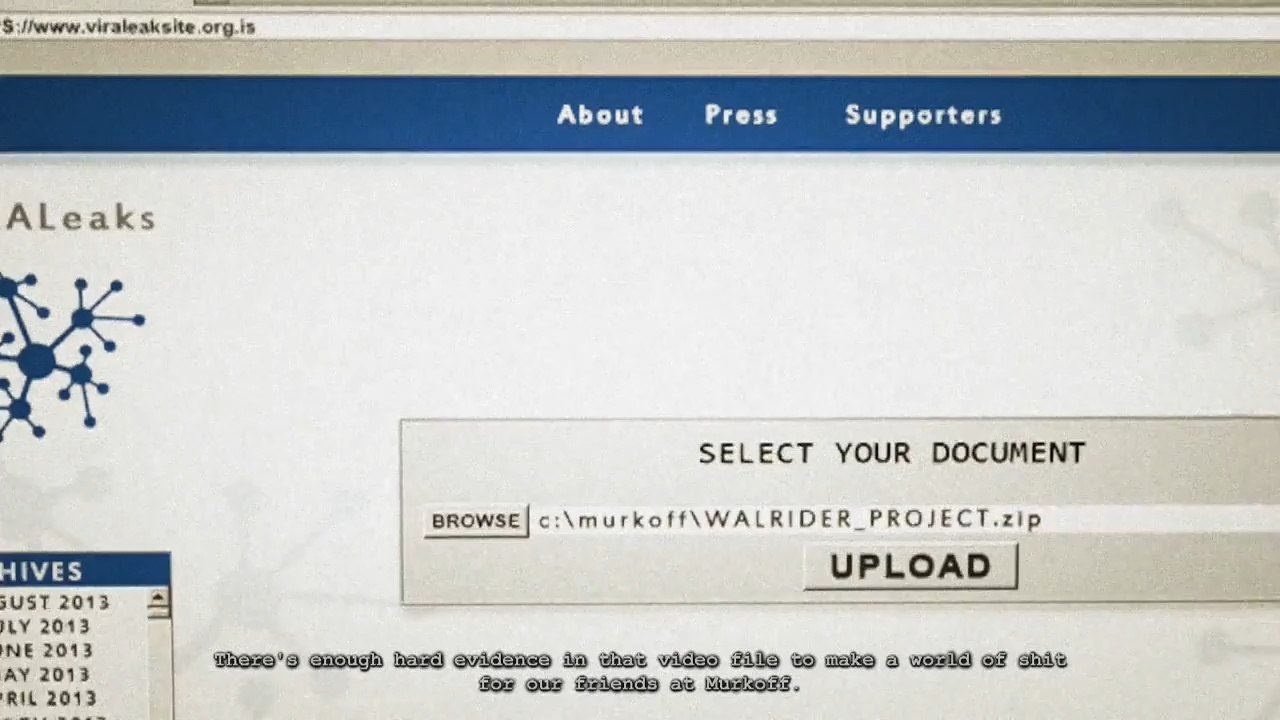 S://www.viraleaksite.org.is
About Press Supporters
ALeaks
SELECT YOUR DOCUMENT
BROWSE c:\murkoff\WALRIDER_PROJECT.zip
UPLOAD
HIVES
GUST 2013
ULY 2013
UNE 2013
MAY 2013
PRIL 2013
There's enough hard evidence in that video file to make a world of shit
for our friends at Murkoff.